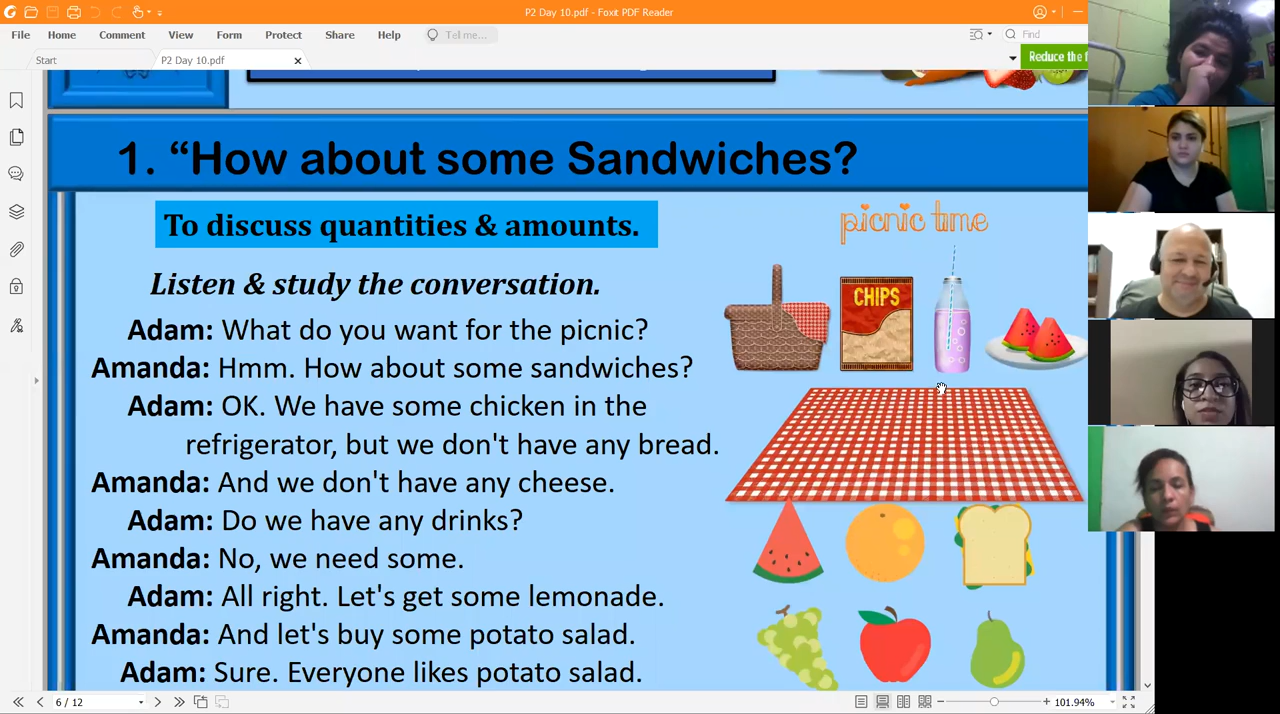 P2 Day 10.pdf - Foxit PDF Reader
File Home Comment View Form Protect Share Help Tell me... Find
Start P2 Day 10.pdf Reduce the f
1. “How about some Sandwiches?
To discuss quantities & amounts.
picnic time
Listen & study the conversation.
CHIPS
Adam: What do you want for the picnic?
Amanda: Hmm. How about some sandwiches?
Adam: OK. We have some chicken in the
refrigerator, but we don't have any bread.
Amanda: And we don't have any cheese.
Adam: Do we have any drinks?
Amanda: No, we need some.
Adam: All right. Let's get some lemonade.
Amanda: And let's buy some potato salad.
Adam: Sure. Everyone likes potato salad.
6 / 12 101.94%